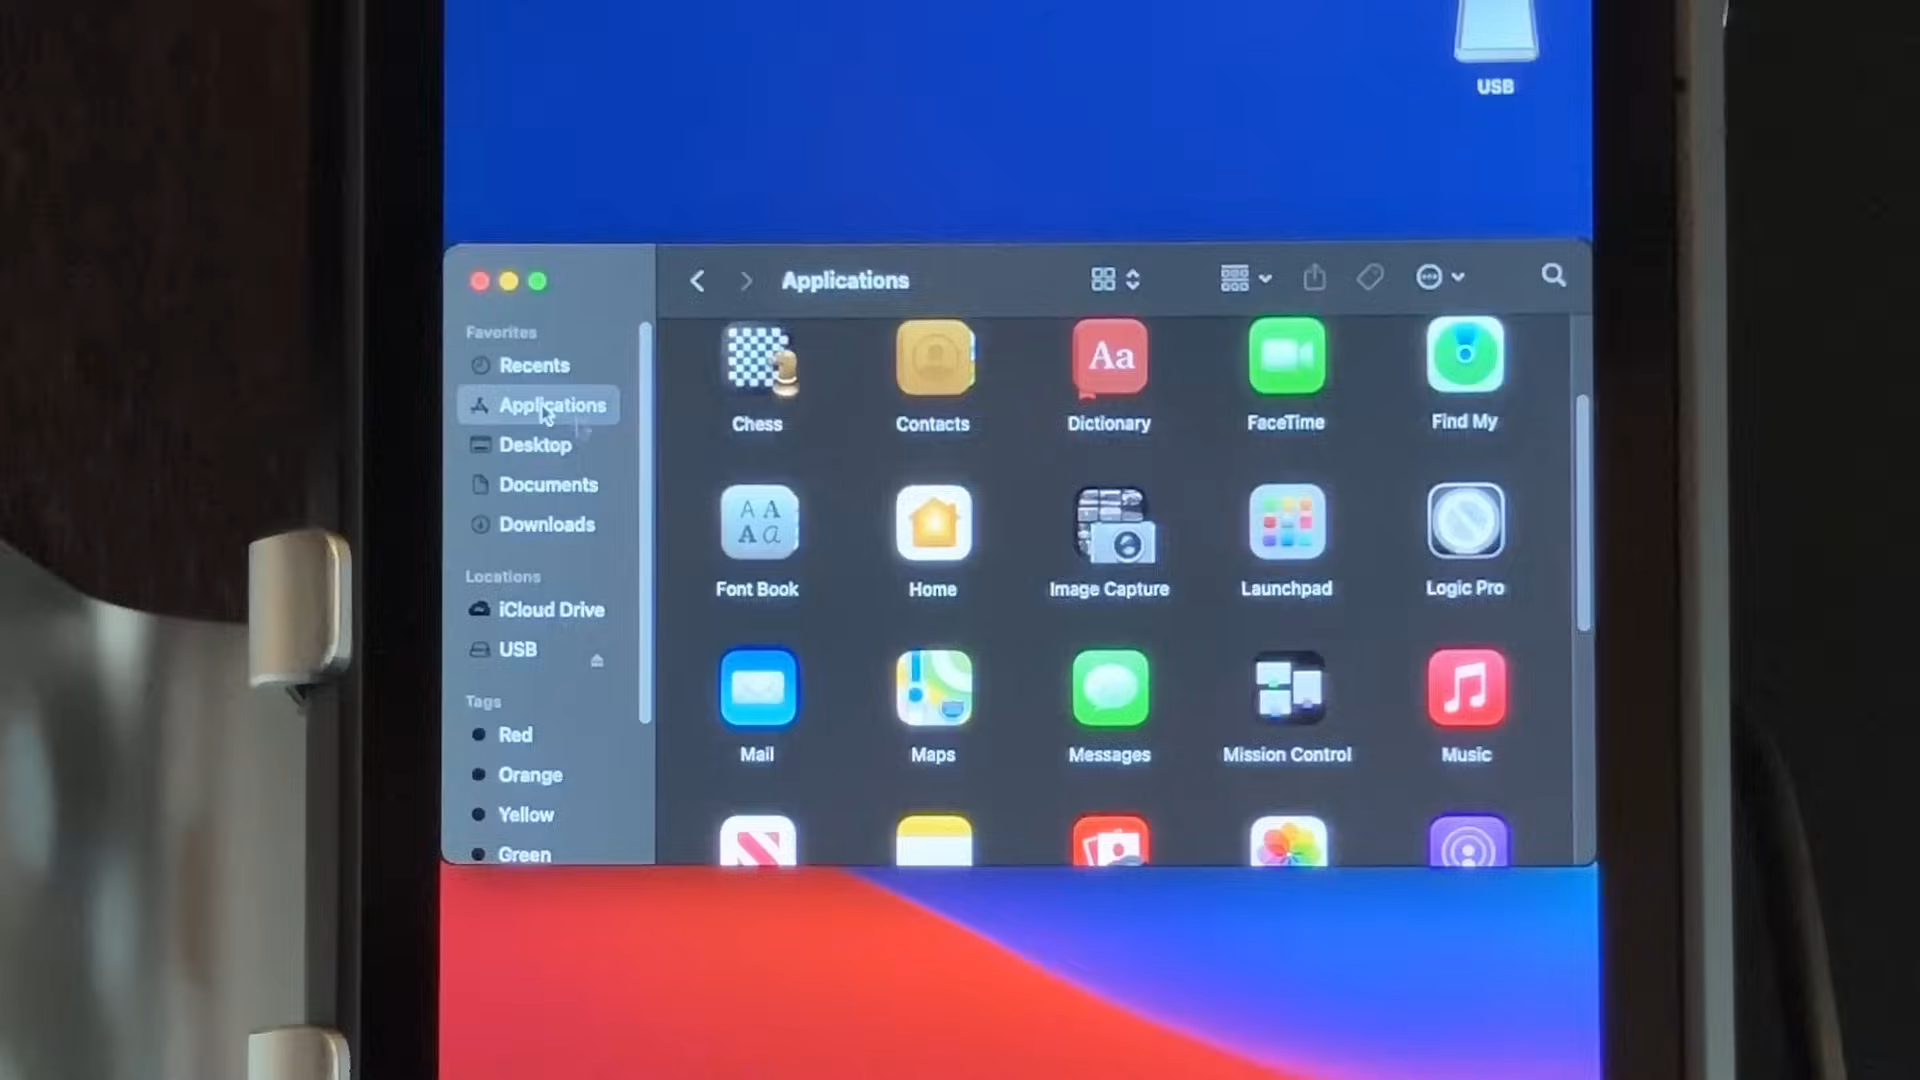 USB
Applications
Favorites
Recents
Applications
Desktop
Documents
Downloads
Locations
iCloud Drive
USB
Tags
Red
Orange
Yellow
Green
Chess
Contacts
Aa
Dictionary
FaceTime
Find My
A A
A a
Font Book
Home
Image Capture
Launchpad
Logic Pro
Mail
Maps
Messages
Mission Control
Music